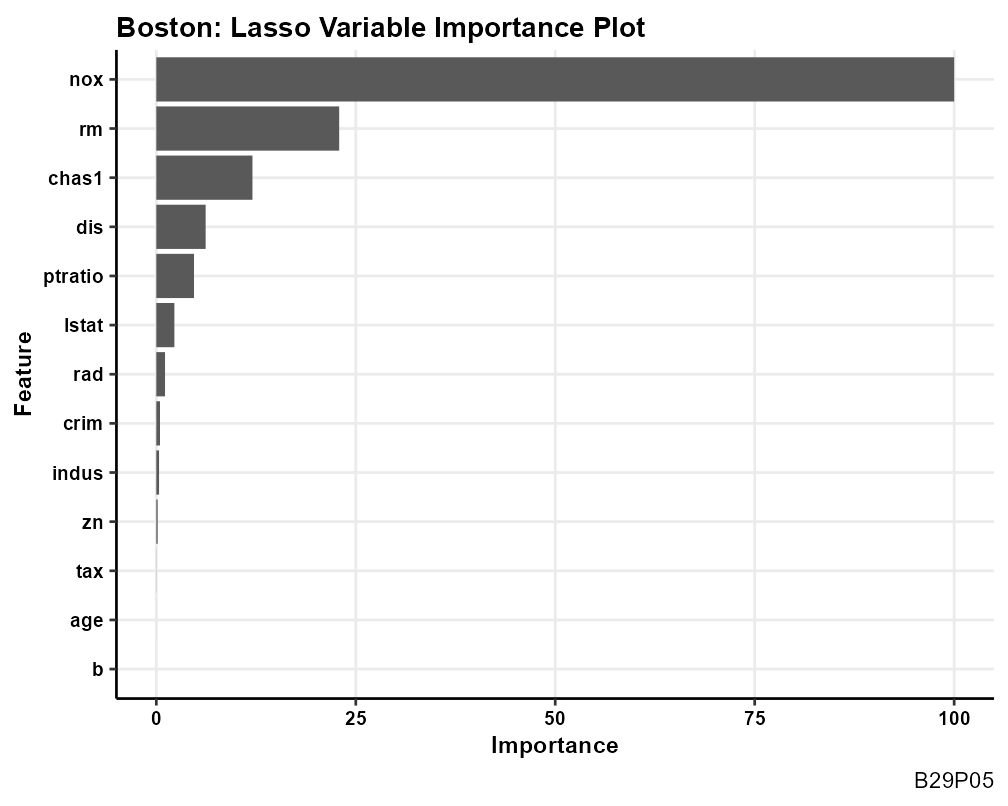 Boston: Lasso Variable Importance Plot
Feature
nox
rm
chas1
dis
ptratio
lstat
rad
crim
indus
zn
tax
age
b
0 25 50 75 100
Importance
B29P05